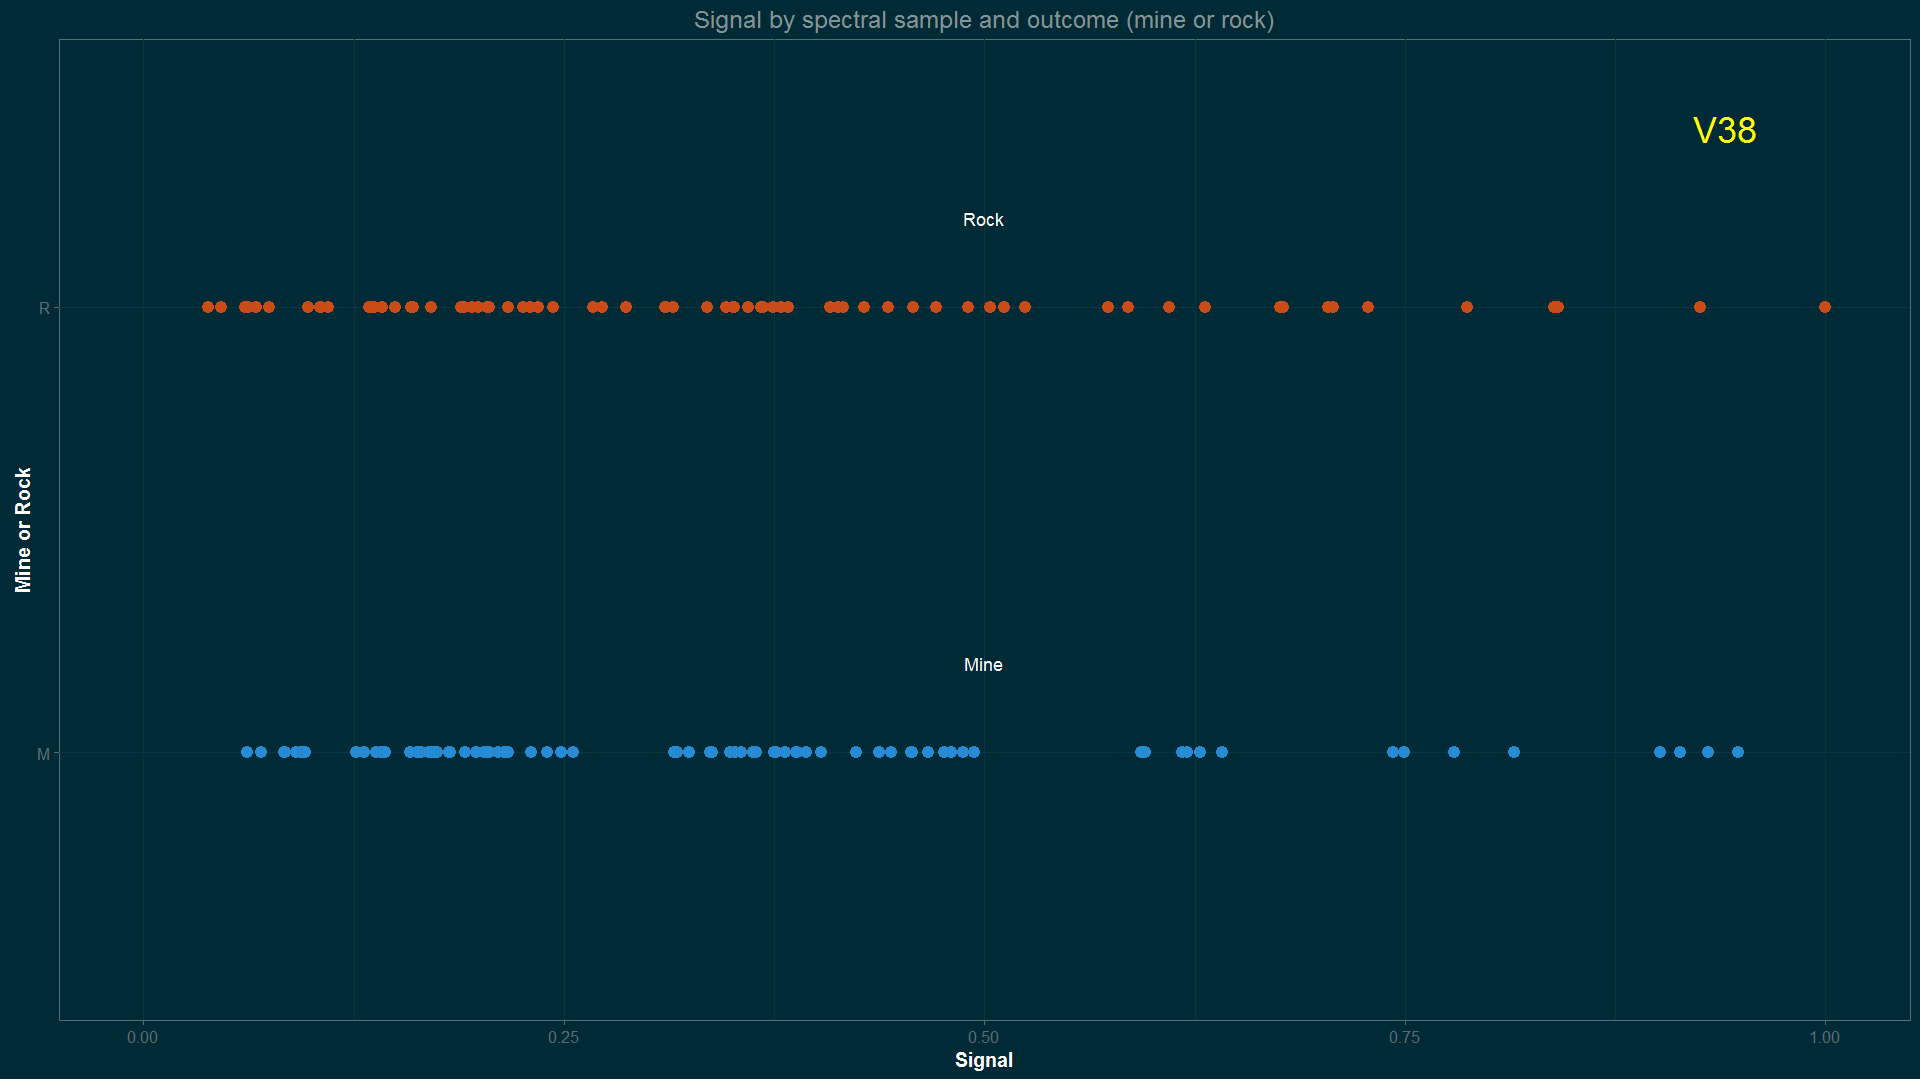 Signal by spectral sample and outcome (mine or rock)
V38
Rock
R
Mine or Rock
Mine
M
0.00 0.25 0.50 0.75 1.00
Signal